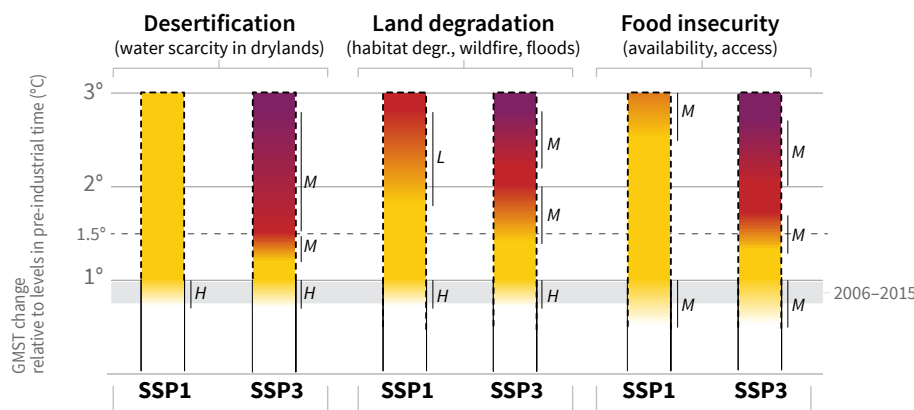 Desertification
(water scarcity in drylands)
Land degradation
(habitat degr., wildfire, floods)
Food insecurity
(availability, access)
GMST change
relative to levels in pre-industrial time (°C)
3°
2°
1.5°
1°
H
M
M
H
L
H
M
M
H
M
M
M
M
M
2006–2015
SSP1
SSP3
SSP1
SSP3
SSP1
SSP3